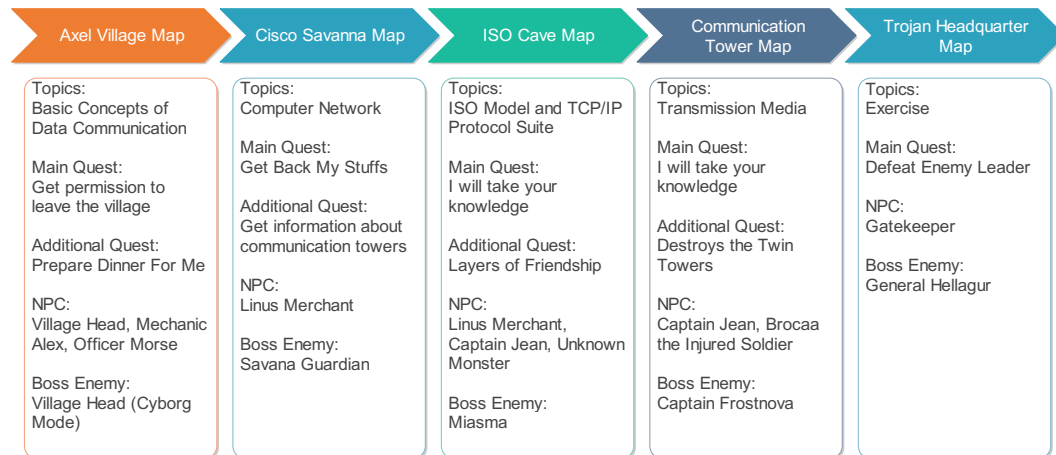 Axel Village Map
Cisco Savanna Map
ISO Cave Map
Communication
Tower Map
Trojan Headquarter
Map
Topics:
Basic Concepts of
Data Communication
Main Quest:
Get permission to
leave the village
Additional Quest:
Prepare Dinner For Me
NPC:
Village Head, Mechanic
Alex, Officer Morse
Boss Enemy:
Village Head (Cyborg
Mode)
Topics:
Computer Network
Main Quest:
Get Back My Stuffs
Additional Quest:
Get information about
communication towers
NPC:
Linus Merchant
Boss Enemy:
Savana Guardian
Topics:
ISO Model and TCP/IP
Protocol Suite
Main Quest:
I will take your
knowledge
Additional Quest:
Layers of Friendship
NPC:
Linus Merchant,
Captain Jean, Unknown
Monster
Boss Enemy:
Miasma
Topics:
Transmission Media
Main Quest:
I will take your
knowledge
Additional Quest:
Destroys the Twin
Towers
NPC:
Captain Jean, Brocaa
the Injured Soldier
Boss Enemy:
Captain Frostnova
Topics:
Exercise
Main Quest:
Defeat Enemy Leader
NPC:
Gatekeeper
Boss Enemy:
General Hellagur